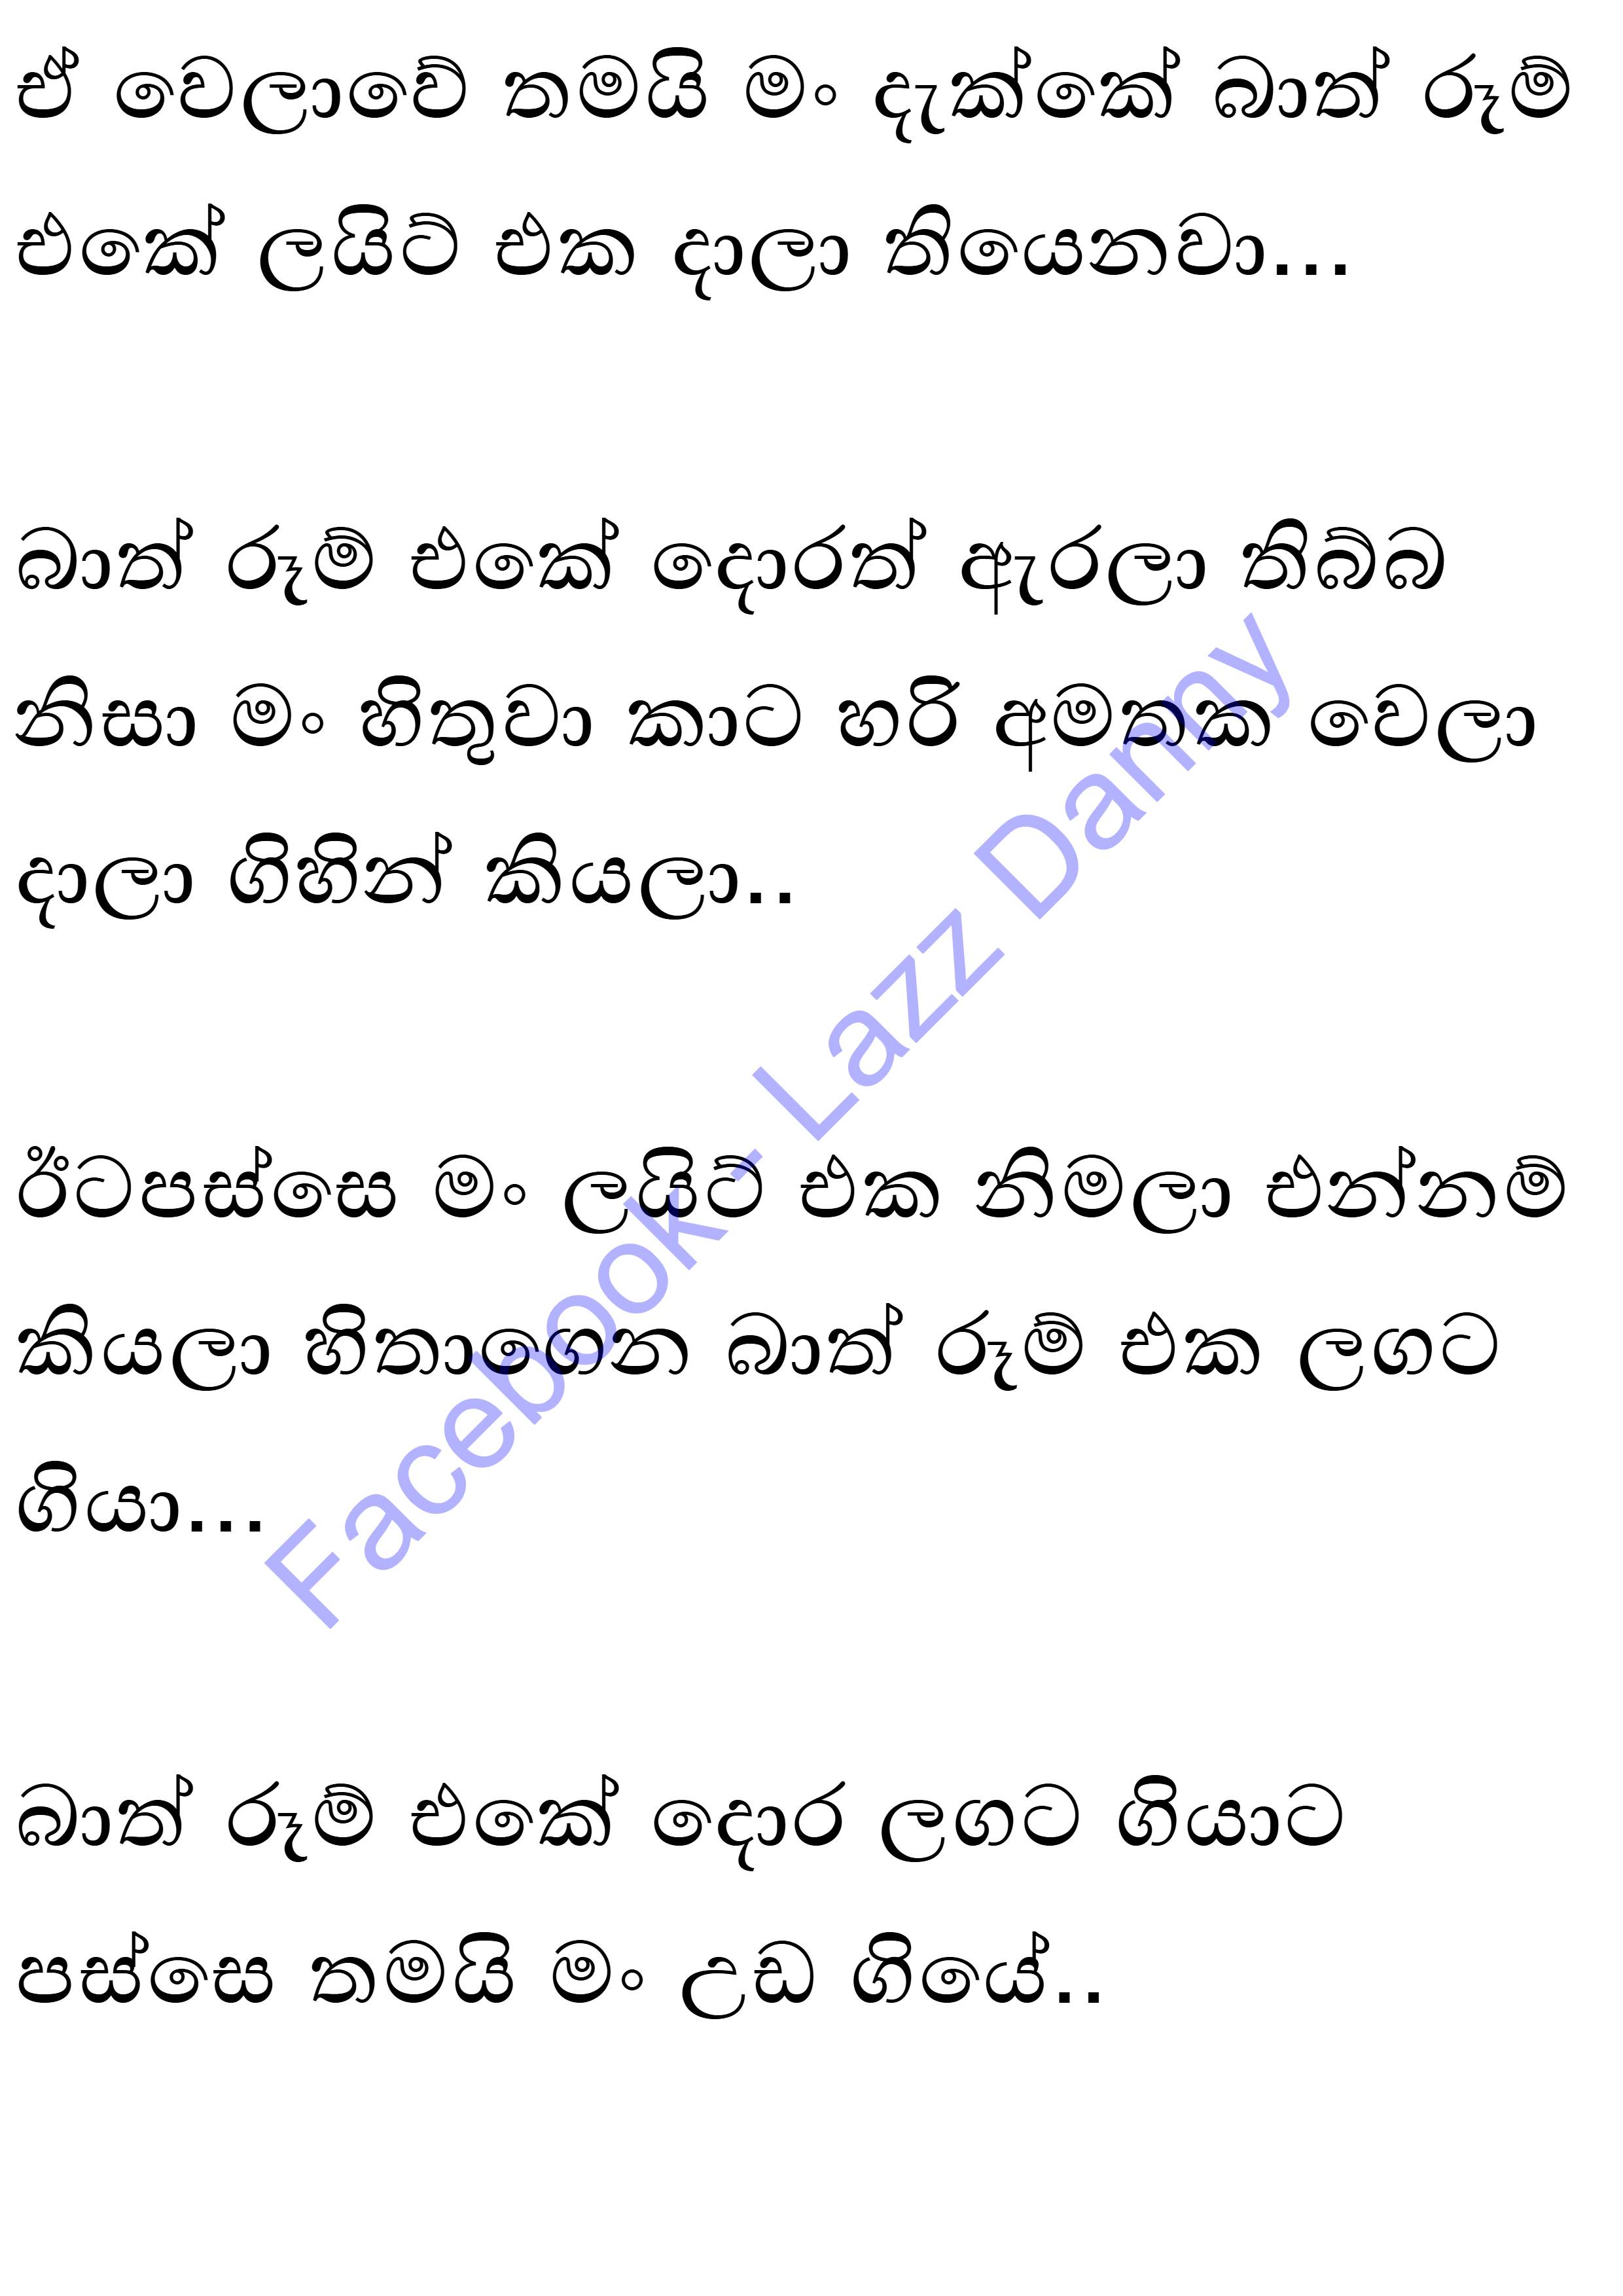 ඒ වෙලාවේ තමයි මං දැක්කේ බාත් රූම්
එකේ ලයිට් එක දාලා තියෙනවා...
බාත් රූම් එකේ දොරත් ඇරලා තිබ්බ
නිසා මං හිතුවා කාට හරි අමතක වෙලා
දාලා ගිහින් කියලා..
ඊටපස්සෙ මං ලයිට් එක නිමලා එන්නම්
කියලා හිතාගෙන බාත් රූම් එක ලගට
ගියා...
බාත් රූම් එකේ දොර ලගට ගියාට
පස්සෙ තමයි මං උඩ ගියේ..
Facebook - Lazz Danny